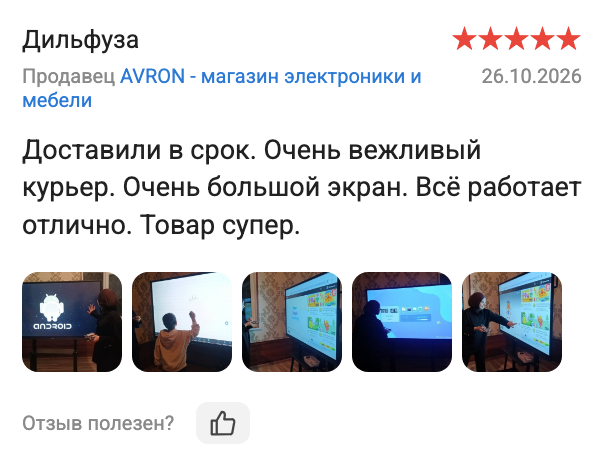 Дильфуза
Продавец AVRON - магазин электроники и мебели
26.10.2026
Доставили в срок. Очень вежливый
курьер. Очень большой экран. Всё работает
отлично. Товар супер.
ANDROID
Отзыв полезен?